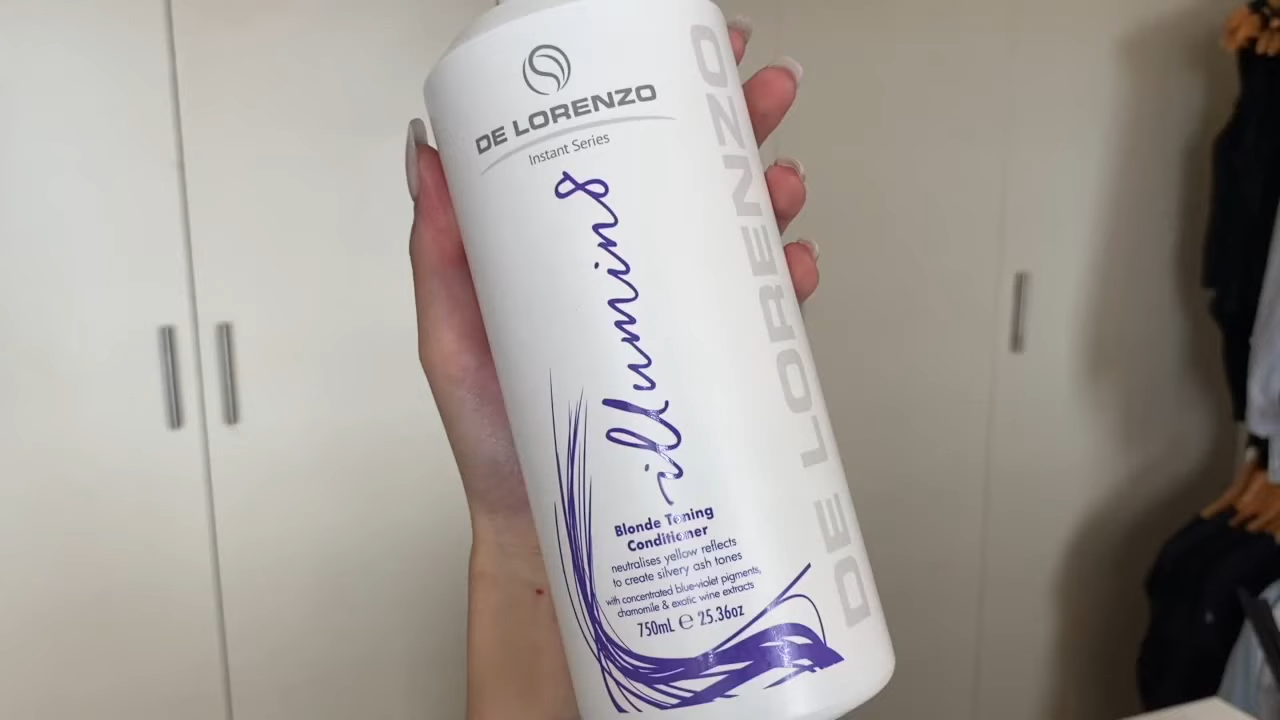 DE LORENZO
Instant Series
illumin8
Blonde Toning
Conditioner
neutralises yellow reflects
to create silvery ash tones
with concentrated blue-violet pigments,
chamomile & exotic wine extracts
750mL ℮ 25.36oz
DE LORENZO